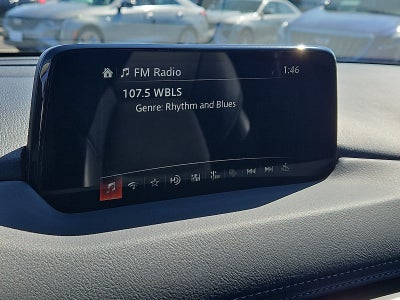 FM Radio 1:46
107.5 WBLS
Genre: Rhythm and Blues